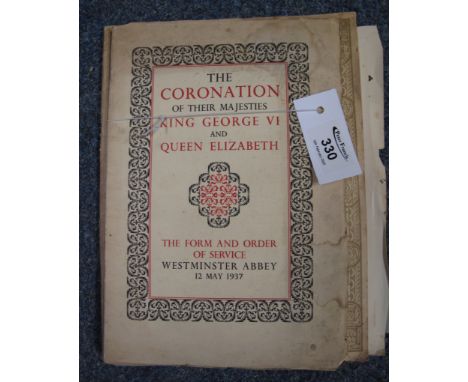 THE
CORONATION
OF THEIR MAJESTIES
KING GEORGE VI
AND
QUEEN ELIZABETH
THE FORM AND ORDER
OF SERVICE
WESTMINSTER ABBEY
12 MAY 1937
330